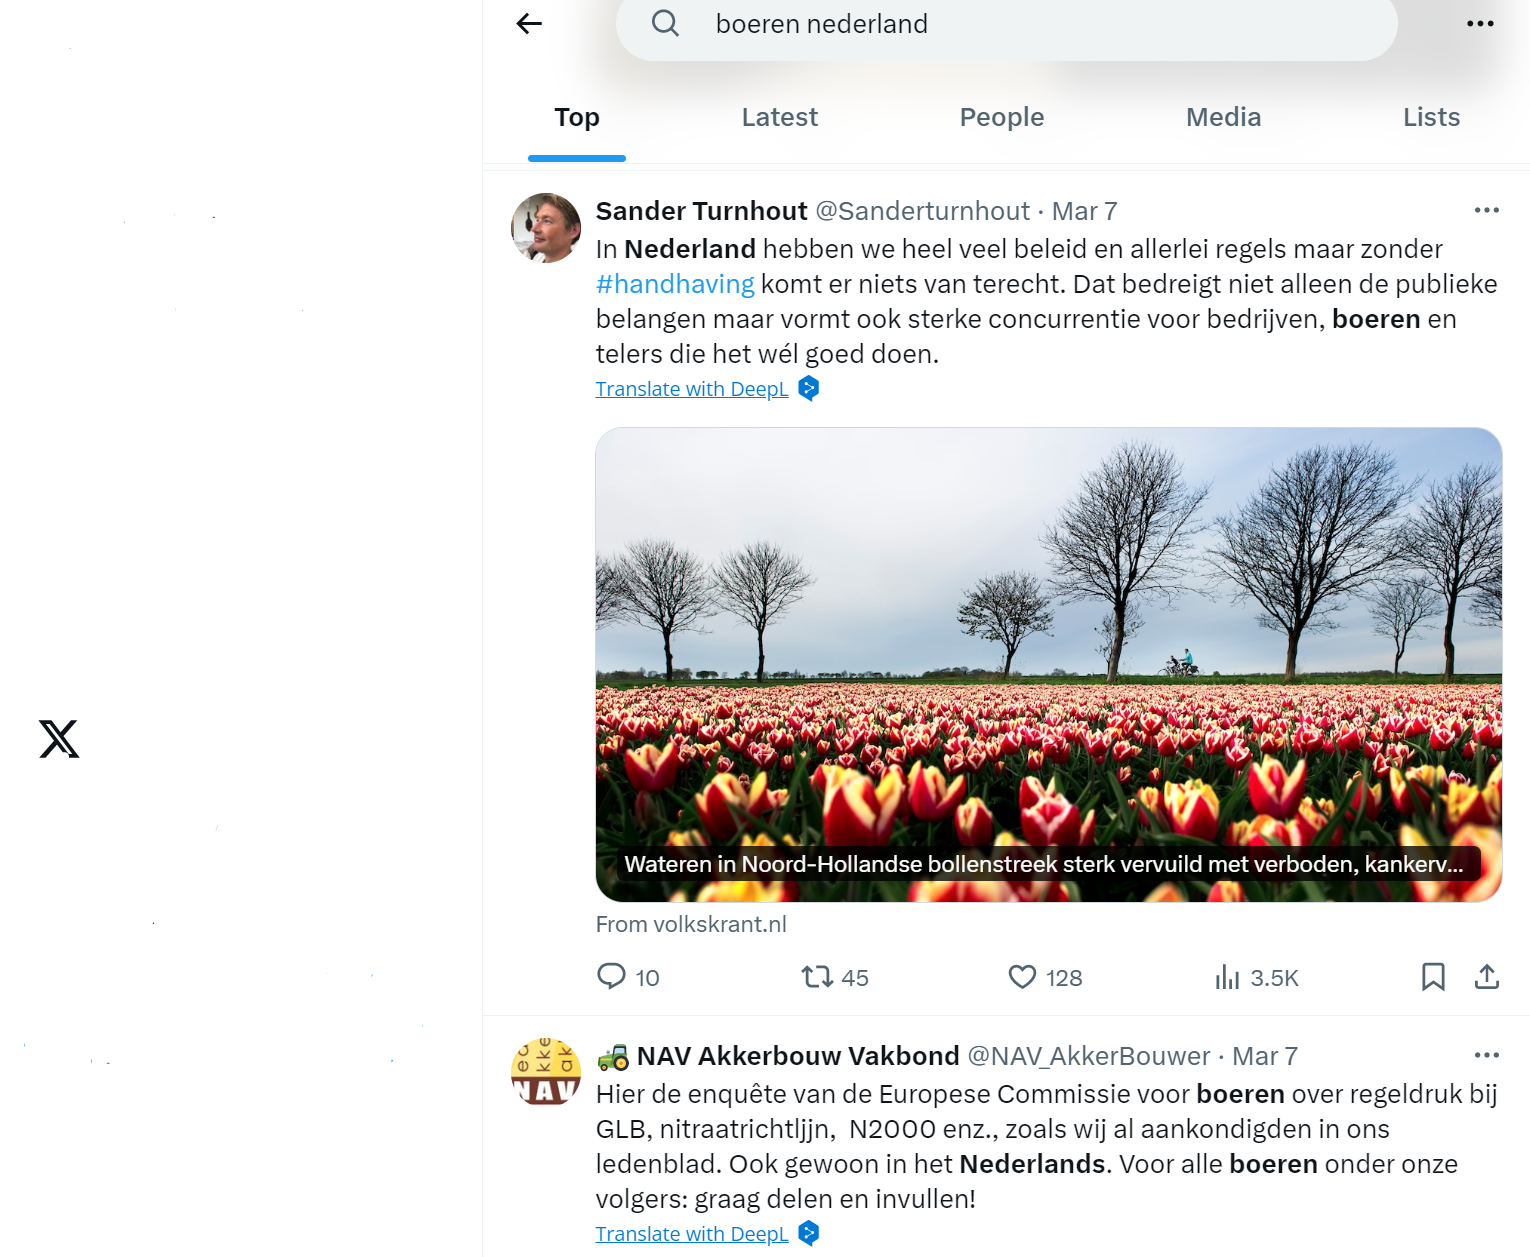 boeren nederland
Top Latest People Media Lists
Sander Turnhout @Sanderturnhout · Mar 7
In Nederland hebben we heel veel beleid en allerlei regels maar zonder
#handhaving komt er niets van terecht. Dat bedreigt niet alleen de publieke
belangen maar vormt ook sterke concurrentie voor bedrijven, boeren en
telers die het wél goed doen.
Translate with DeepL
Wateren in Noord-Hollandse bollenstreek sterk vervuild met verboden, kankerv...
From volkskrant.nl
10 45 128 3.5K
NAV Akkerbouw Vakbond @NAV_AkkerBouwer · Mar 7
Hier de enquête van de Europese Commissie voor boeren over regeldruk bij
GLB, nitraatrichtljjn, N2000 enz., zoals wij al aankondigden in ons
ledenblad. Ook gewoon in het Nederlands. Voor alle boeren onder onze
volgers: graag delen en invullen!
Translate with DeepL